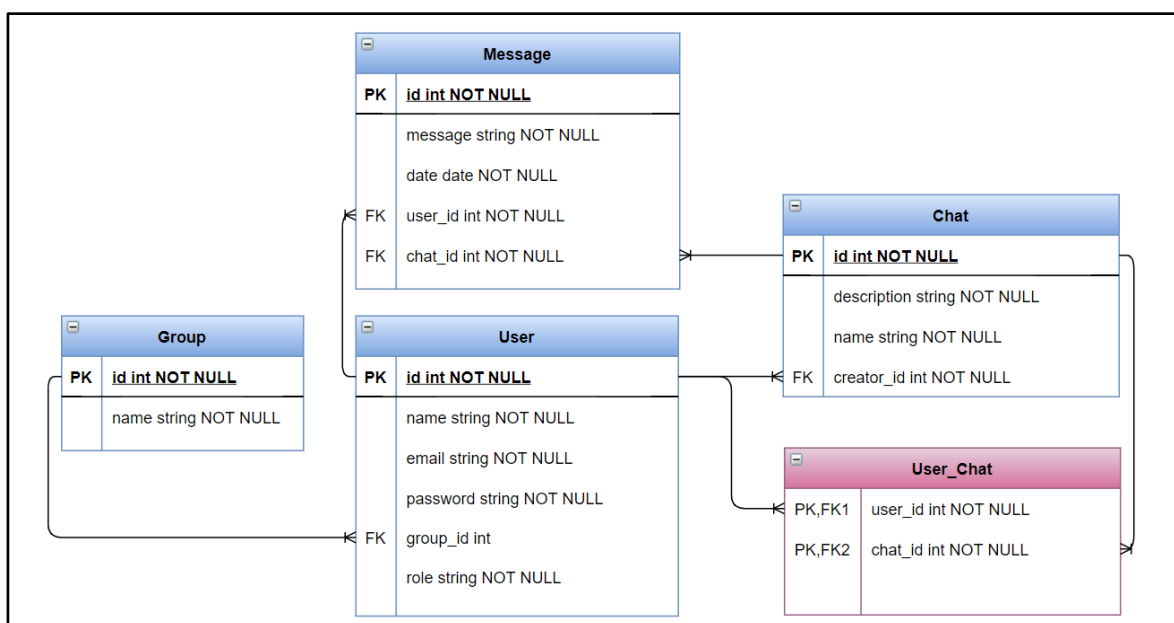 Message
PK id int NOT NULL
message string NOT NULL
date date NOT NULL
FK user_id int NOT NULL
FK chat_id int NOT NULL
Chat
PK id int NOT NULL
description string NOT NULL
name string NOT NULL
FK creator_id int NOT NULL
Group
PK id int NOT NULL
name string NOT NULL
User
PK id int NOT NULL
name string NOT NULL
email string NOT NULL
password string NOT NULL
FK group_id int
role string NOT NULL
User_Chat
PK,FK1 user_id int NOT NULL
PK,FK2 chat_id int NOT NULL